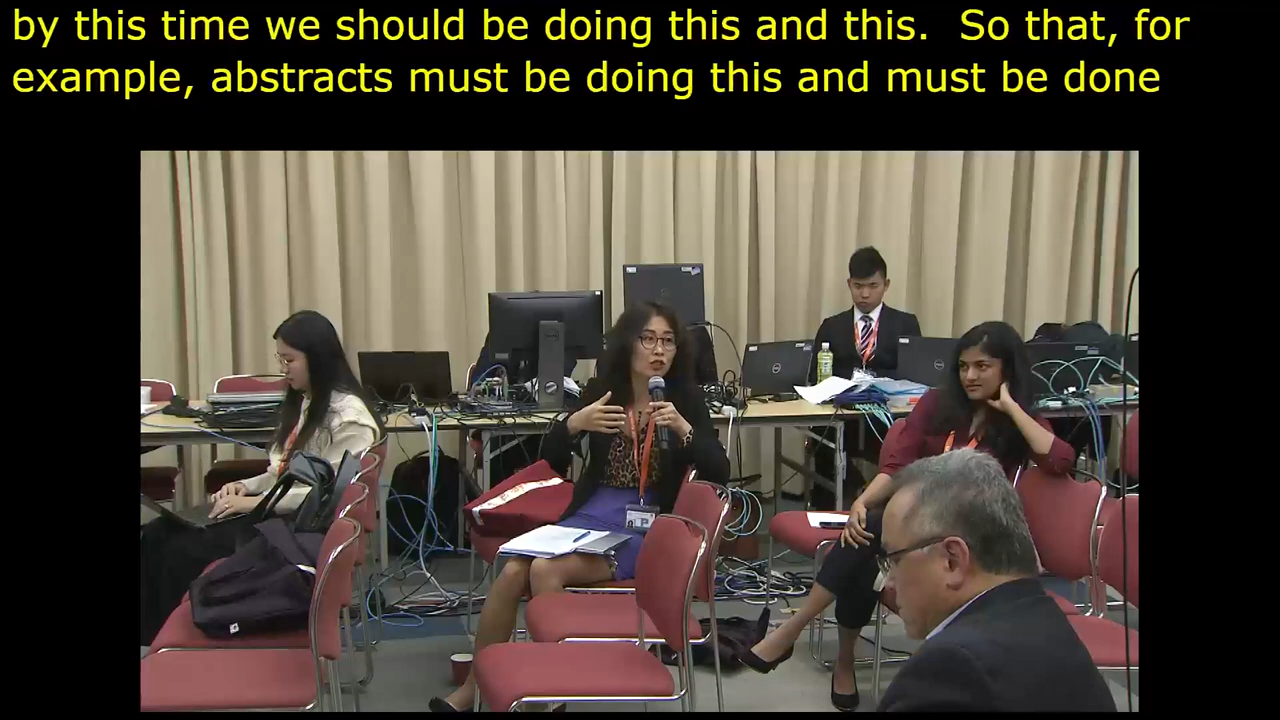 by this time we should be doing this and this.  So that, for
example, abstracts must be doing this and must be done